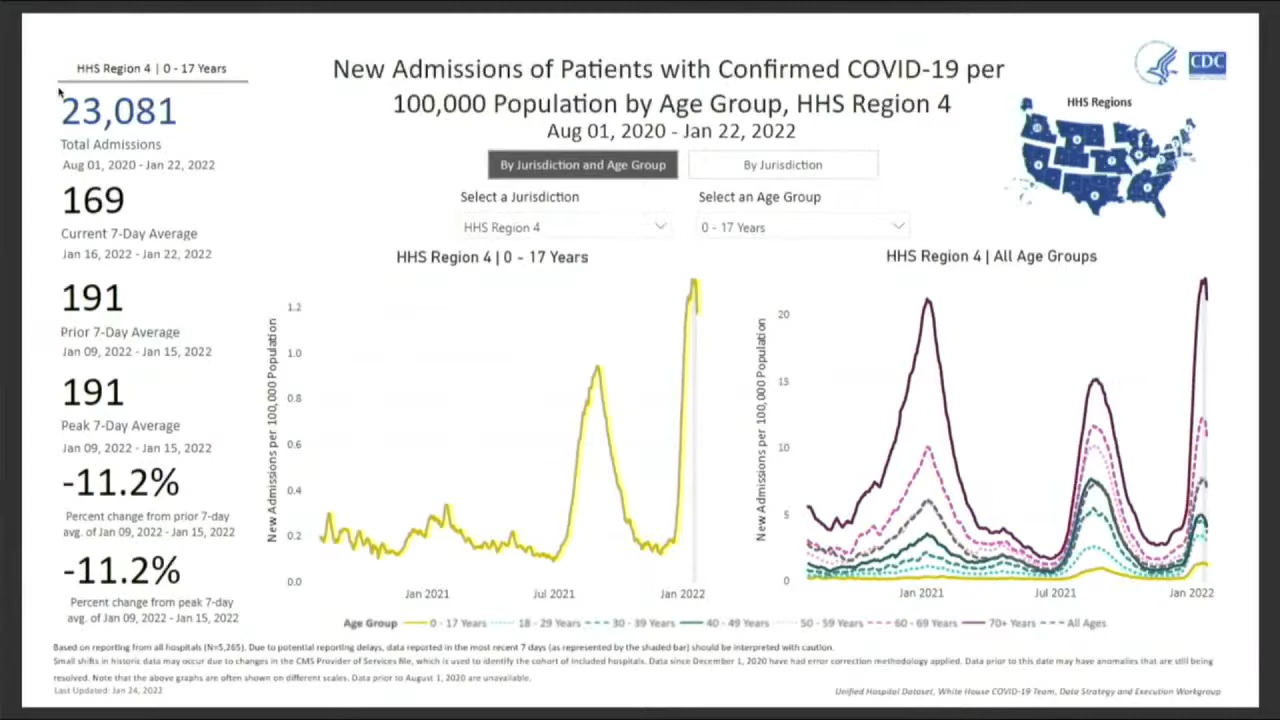 HHS Region 4 | 0 - 17 Years
23,081
Total Admissions
Aug 01, 2020 - Jan 22, 2022
169
Current 7-Day Average
Jan 16, 2022 - Jan 22, 2022
191
Prior 7-Day Average
Jan 09, 2022 - Jan 15, 2022
191
Peak 7-Day Average
Jan 09, 2022 - Jan 15, 2022
-11.2%
Percent change from prior 7-day
avg. of Jan 09, 2022 - Jan 15, 2022
-11.2%
Percent change from peak 7-day
avg. of Jan 09, 2022 - Jan 15, 2022
New Admissions of Patients with Confirmed COVID-19 per
100,000 Population by Age Group, HHS Region 4
Aug 01, 2020 - Jan 22, 2022
By Jurisdiction and Age Group
By Jurisdiction
Select a Jurisdiction
Select an Age Group
HHS Region 4
0 - 17 Years
CDC
HHS Regions
HHS Region 4 | 0 - 17 Years
New Admissions per 100,000 Population
1.2
1.0
0.8
0.6
0.4
0.2
0.0
Jan 2021
Jul 2021
Jan 2022
HHS Region 4 | All Age Groups
New Admissions per 100,000 Population
20
15
10
5
0
Jan 2021
Jul 2021
Jan 2022
Age Group 0 - 17 Years 18 - 29 Years 30 - 39 Years 40 - 49 Years 50 - 59 Years 60 - 69 Years 70+ Years All Ages
Based on reporting from all hospitals (N=5,265). Due to potential reporting delays, data reported in the most recent 7 days (as represented by the shaded bar) should be interpreted with caution.
Small shifts in historic data may occur due to changes in the CMS Provider of Services file, which is used to identify the cohort of included hospitals. Data since December 1, 2020 have had error correction methodology applied. Data prior to this date may have anomalies that are still being
resolved. Note that the above graphs are often shown on different scales. Data prior to August 1, 2020 are unavailable.
Last Updated: Jan 24, 2022
Unified Hospital Dataset, White House COVID-19 Team, Data Strategy and Execution Workgroup